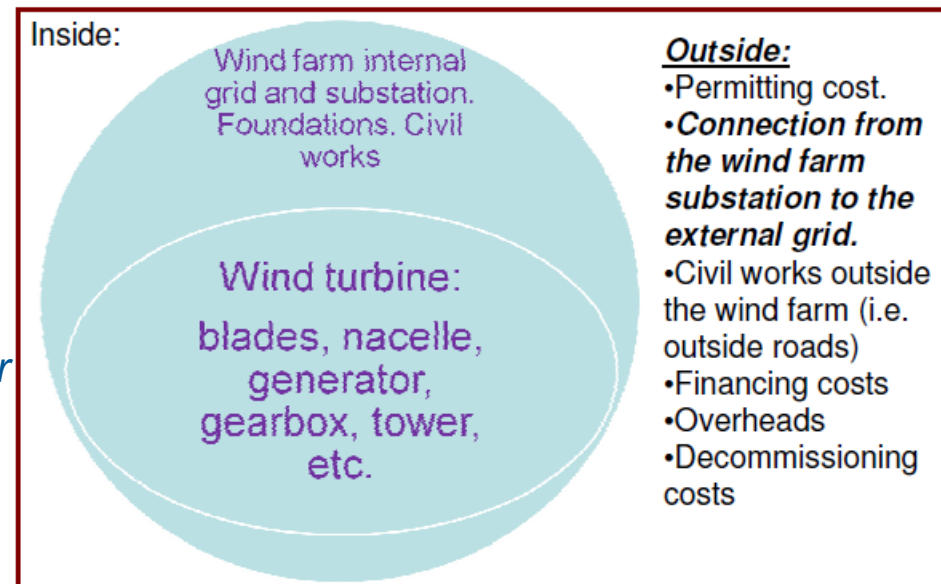 Inside:
Wind farm internal
grid and substation.
Foundations. Civil
works
Wind turbine:
blades, nacelle,
generator,
gearbox, tower,
etc.
r
Outside:
•Permitting cost.
•Connection from
the wind farm
substation to the
external grid.
•Civil works outside
the wind farm (i.e.
outside roads)
•Financing costs
•Overheads
•Decommissioning
costs